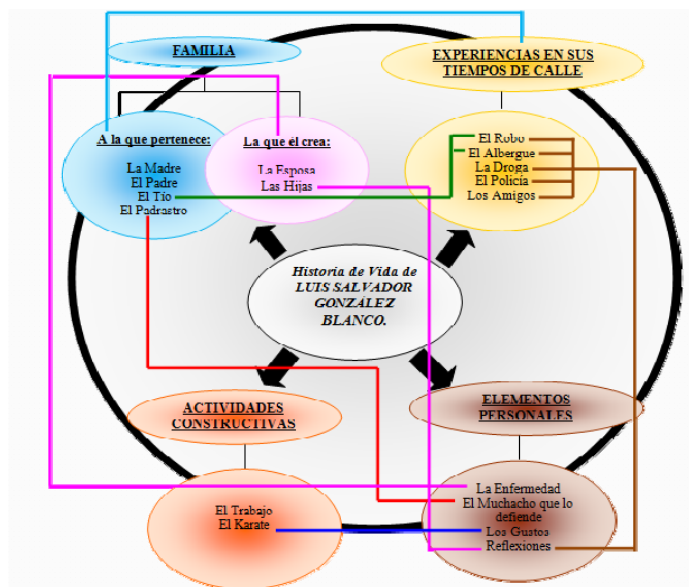 FAMILIA
EXPERIENCIAS EN SUS
TIEMPOS DE CALLE
A la que pertenece:
La Madre
El Padre
El Tío
El Padrastro
La que él crea:
La Esposa
Las Hijas
El Robo
El Albergue
La Droga
El Policía
Los Amigos
Historia de Vida de
LUIS SALVADOR
GONZÁLEZ
BLANCO.
ACTIVIDADES
CONSTRUCTIVAS
ELEMENTOS
PERSONALES
El Trabajo
El Karate
La Enfermedad
El Muchacho que lo
defiende
Los Gustos
Reflexiones